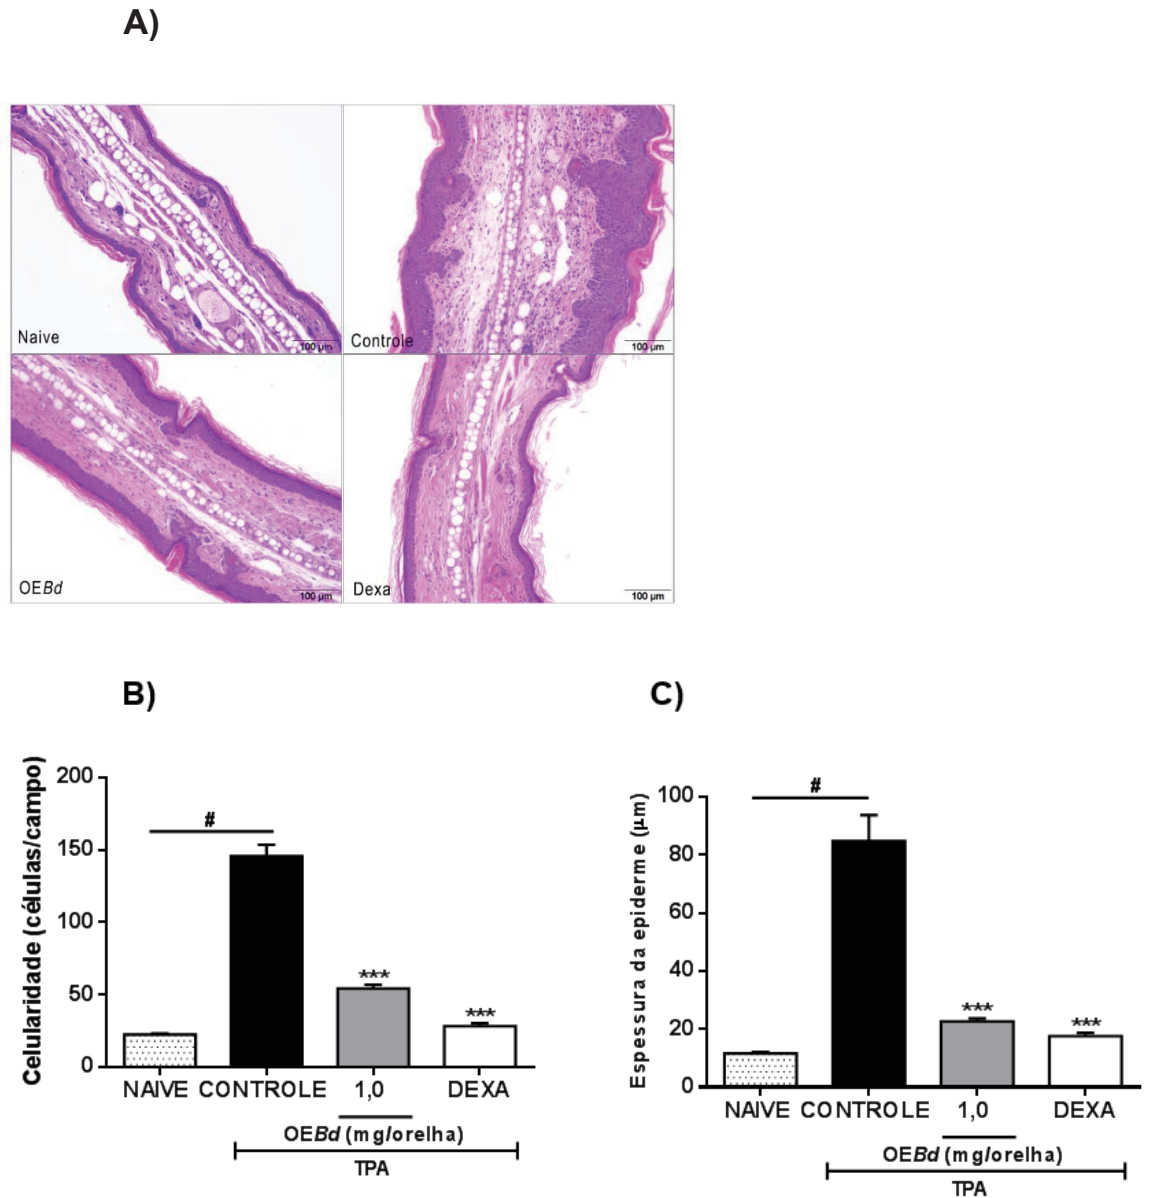 A)
Naive
100 µm
Controle
100 µm
OEBd
100 µm
Dexa
100 µm
B)
Celularidade (células/campo)
200
150
100
50
0
#
***
***
NAIVE CONTROLE 1,0 DEXA
OEBd (mg/orelha)
TPA
C)
Espessura da epiderme (µm)
100
80
60
40
20
0
#
***
***
NAIVE CONTROLE 1,0 DEXA
OEBd (mg/orelha)
TPA